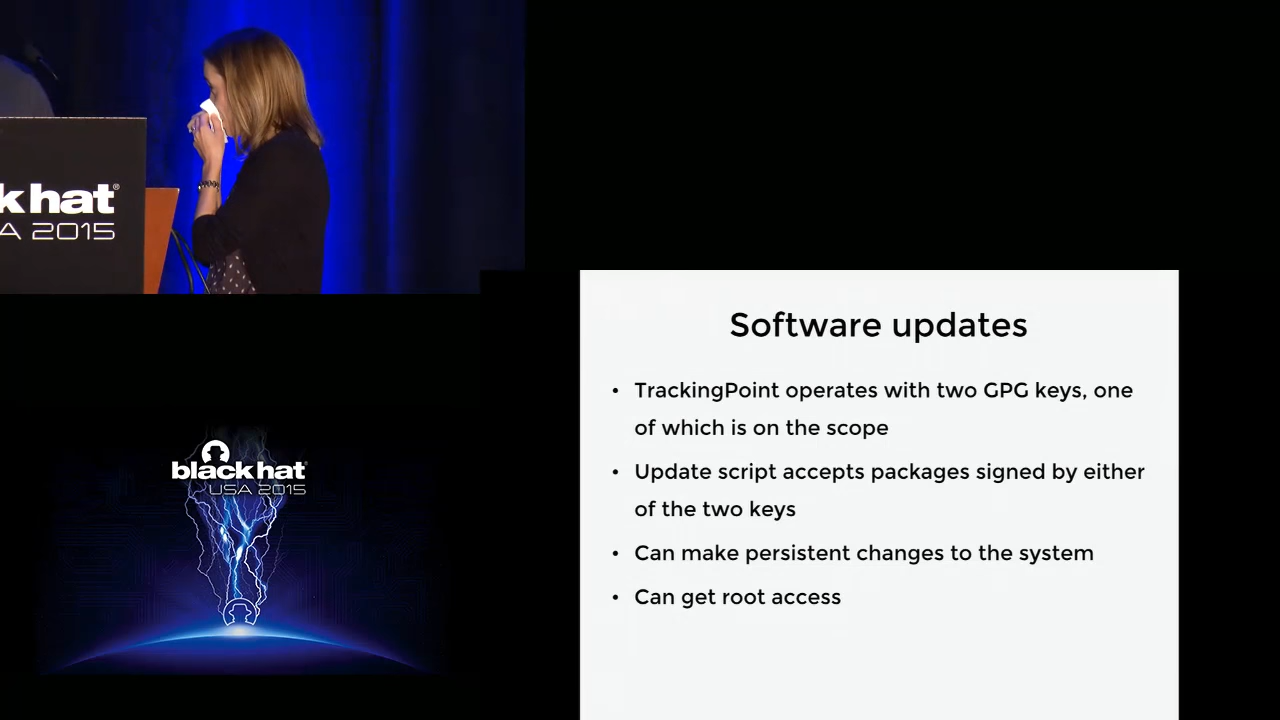 k hat
A 2015
black hat
USA 2015
Software updates
• TrackingPoint operates with two GPG keys, one
of which is on the scope
• Update script accepts packages signed by either
of the two keys
• Can make persistent changes to the system
• Can get root access